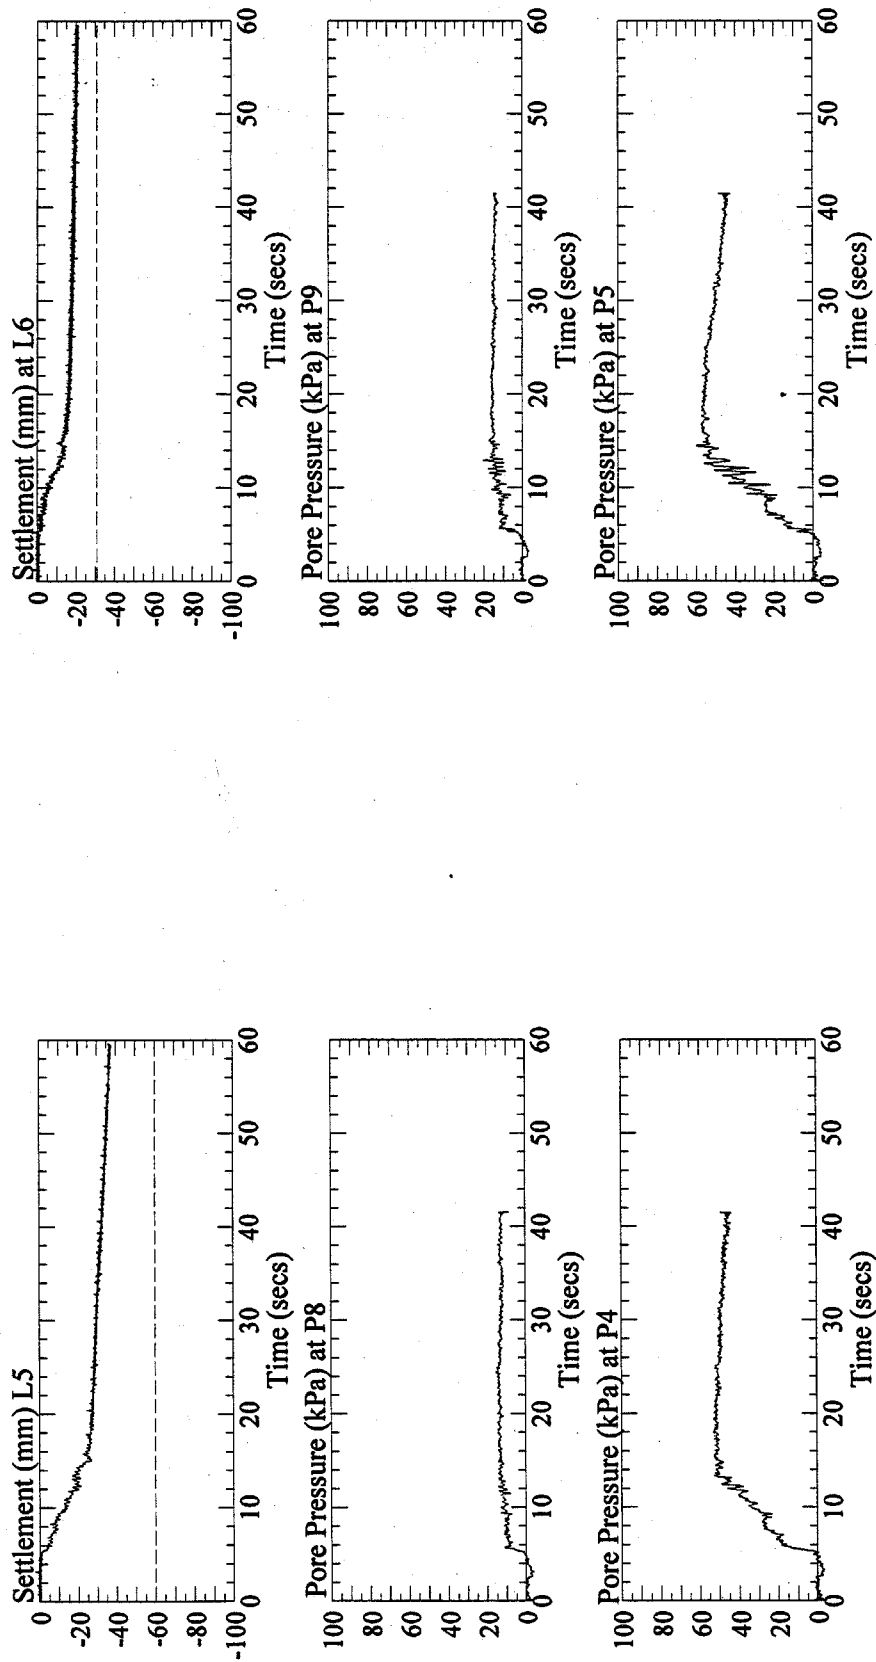 Settlement (mm) L5
0
-20
-40
-60
-80
-100
0 10 20 30 40 50 60
Time (secs)
Pore Pressure (kPa) at P8
100
80
60
40
20
0
0 10 20 30 40 50 60
Time (secs)
Pore Pressure (kPa) at P4
100
80
60
40
20
0
0 10 20 30 40 50 60
Time (secs)
Settlement (mm) at L6
0
-20
-40
-60
-80
-100
0 10 20 30 40 50 60
Time (secs)
Pore Pressure (kPa) at P9
100
80
60
40
20
0
0 10 20 30 40 50 60
Time (secs)
Pore Pressure (kPa) at P5
100
80
60
40
20
0
0 10 20 30 40 50 60
Time (secs)